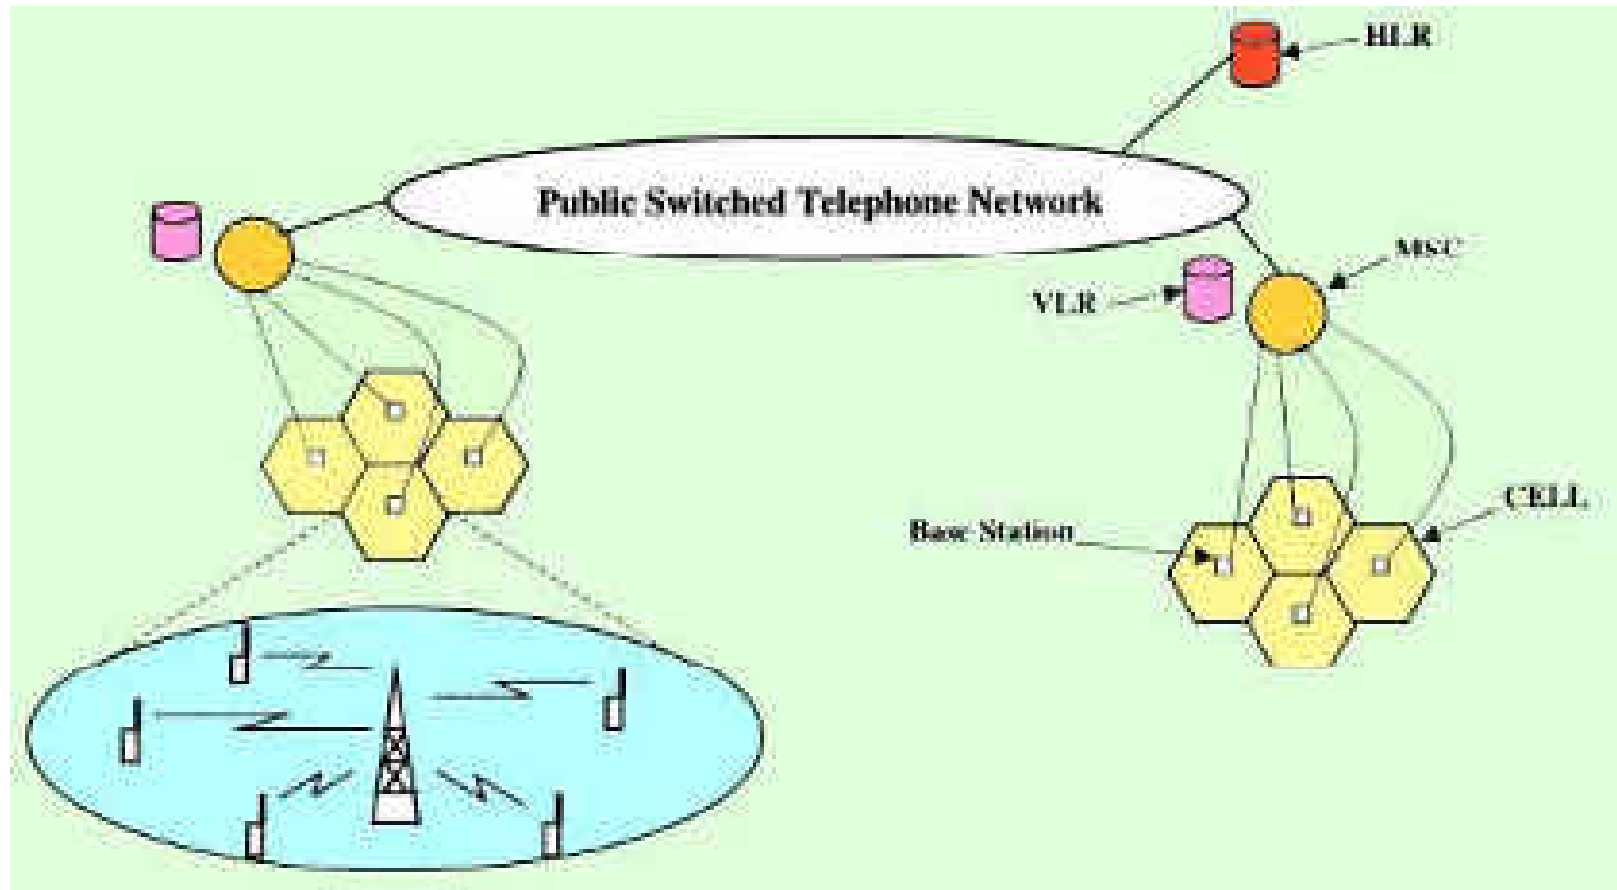 HLR
Public Switched Telephone Network
MSC
VLR
CELL
Base Station